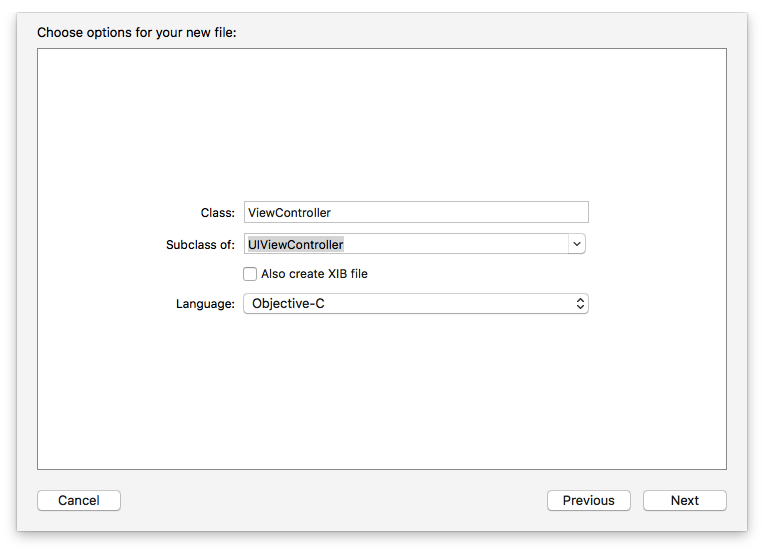 Choose options for your new file:
Class: ViewController
Subclass of: UIViewController
Also create XIB file
Language: Objective-C
Cancel Previous Next